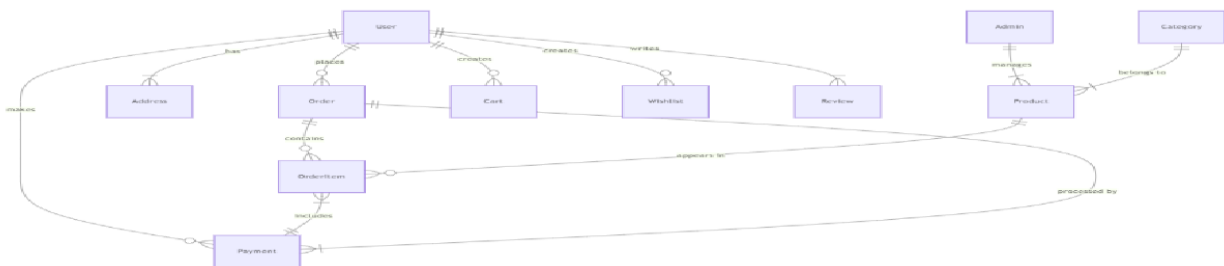 User
Admin
Category
has
places
creates
creates
writes
manages
belongs to
Address
Order
Cart
Wishlist
Review
Product
makes
contains
appears in
OrderItem
processed by
includes
Payment